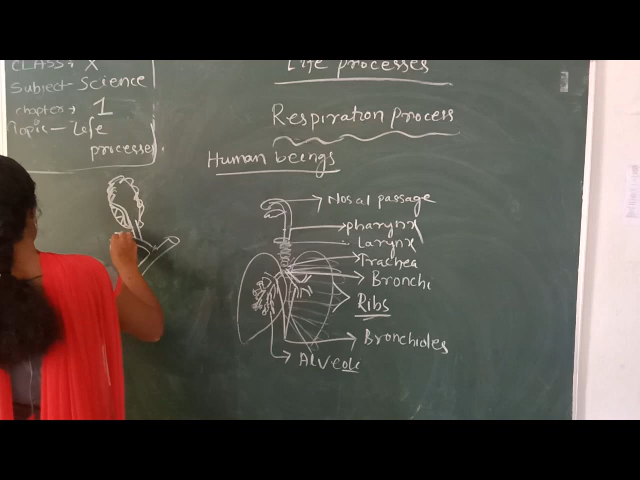 CLASS: X
Subject - Science
chapter → 1
Topic - Life
processes.
Life processes
Respiration process
Human beings
Nosal passage
pharynx
Larynx
Trachea
Bronchi
Ribs
Bronchioles
Alveoli